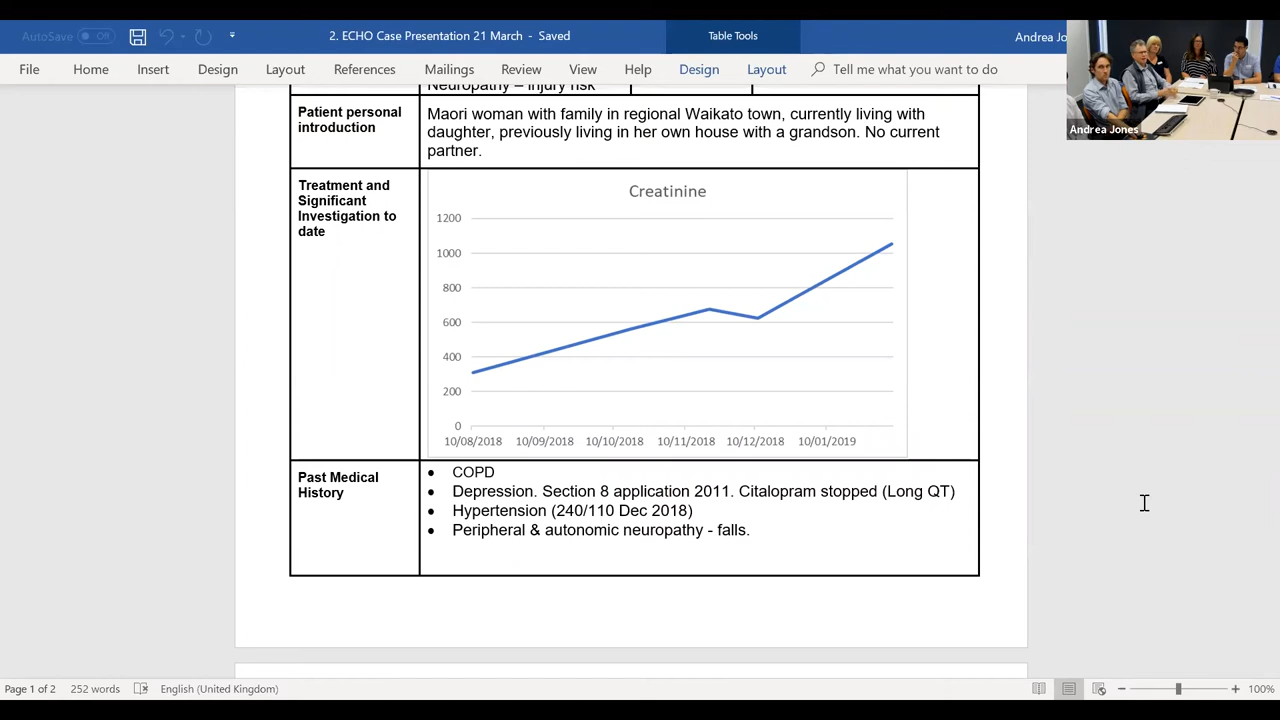 AutoSave Off
2. ECHO Case Presentation 21 March - Saved
Table Tools
Andrea Jo
File Home Insert Design Layout References Mailings Review View Help Design Layout Tell me what you want to do
Andrea Jones
Neuropathy – injury risk
Patient personal
introduction
Maori woman with family in regional Waikato town, currently living with
daughter, previously living in her own house with a grandson. No current
partner.
Treatment and
Significant
Investigation to
date
Creatinine
1200
1000
800
600
400
200
0
10/08/2018 10/09/2018 10/10/2018 10/11/2018 10/12/2018 10/01/2019
Past Medical
History
• COPD
• Depression. Section 8 application 2011. Citalopram stopped (Long QT)
• Hypertension (240/110 Dec 2018)
• Peripheral & autonomic neuropathy - falls.
Page 1 of 2 252 words English (United Kingdom) 100%